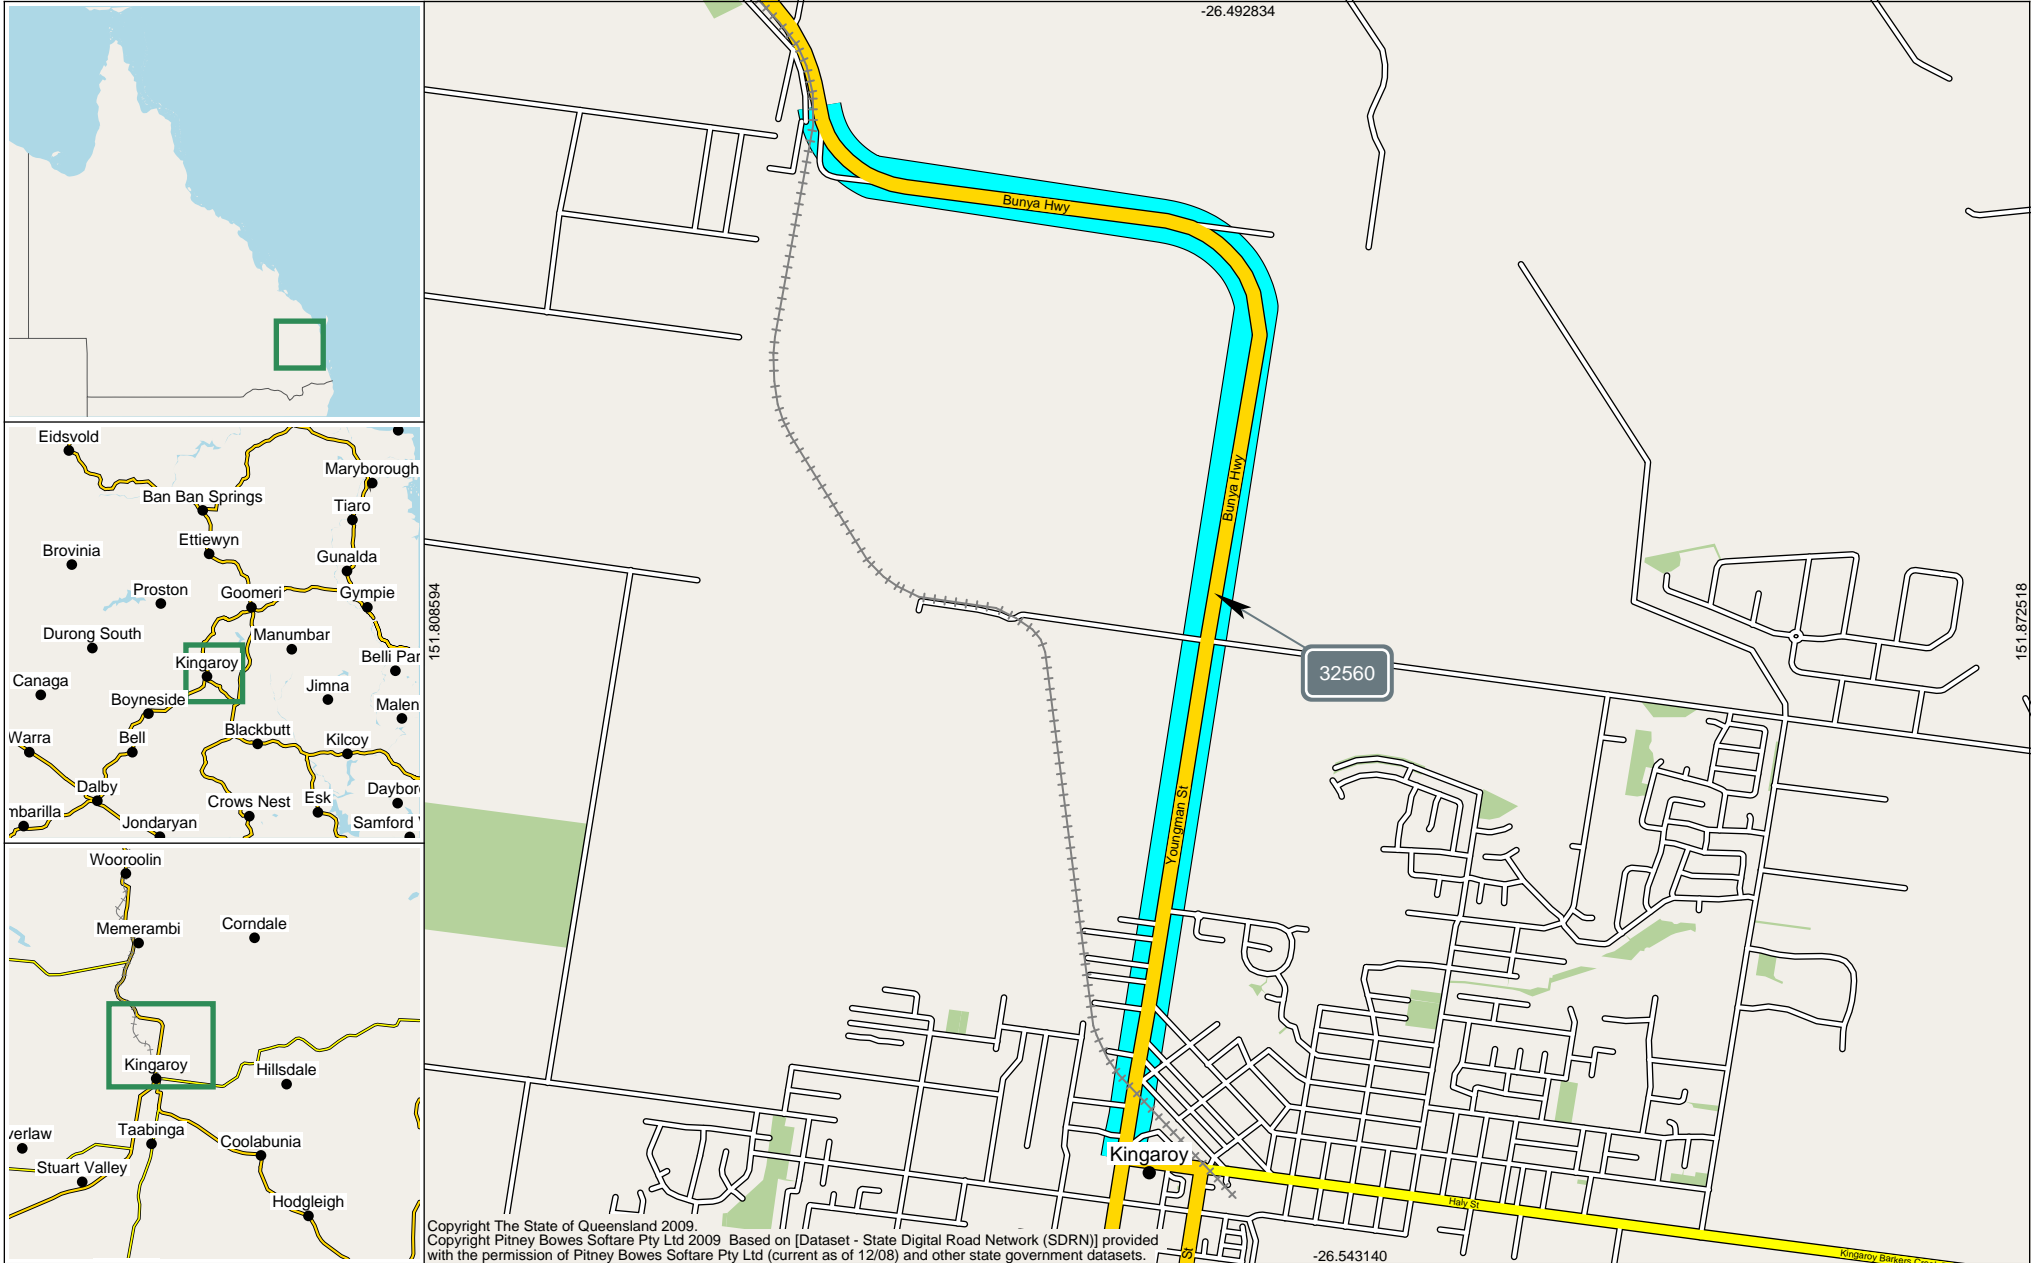 -26.492834
Bunya Hwy
Bunya Hwy
151.808594
151.872518
32560
Youngman St
Kingaroy
Haly St
St
-26.543140
Copyright The State of Queensland 2009.
Copyright Pitney Bowes Softare Pty Ltd 2009 Based on [Dataset - State Digital Road Network (SDRN)] provided
with the permission of Pitney Bowes Softare Pty Ltd (current as of 12/08) and other state government datasets.
Eidsvold
Maryborough
Ban Ban Springs
Tiaro
Ettiewyn
Brovinia
Gunalda
Proston
Goomeri
Gympie
Durong South
Manumbar
Kingaroy
Belli Par
Canaga
Jimna
Boyneside
Malen
Warra
Bell
Blackbutt
Kilcoy
Dalby
Crows Nest
Esk
Daybor
mbarilla
Jondaryan
Samford
Wooroolin
Memerambi
Corndale
Kingaroy
Hillsdale
verlaw
Taabinga
Coolabunia
Stuart Valley
Hodgleigh
Kingaroy Barkers